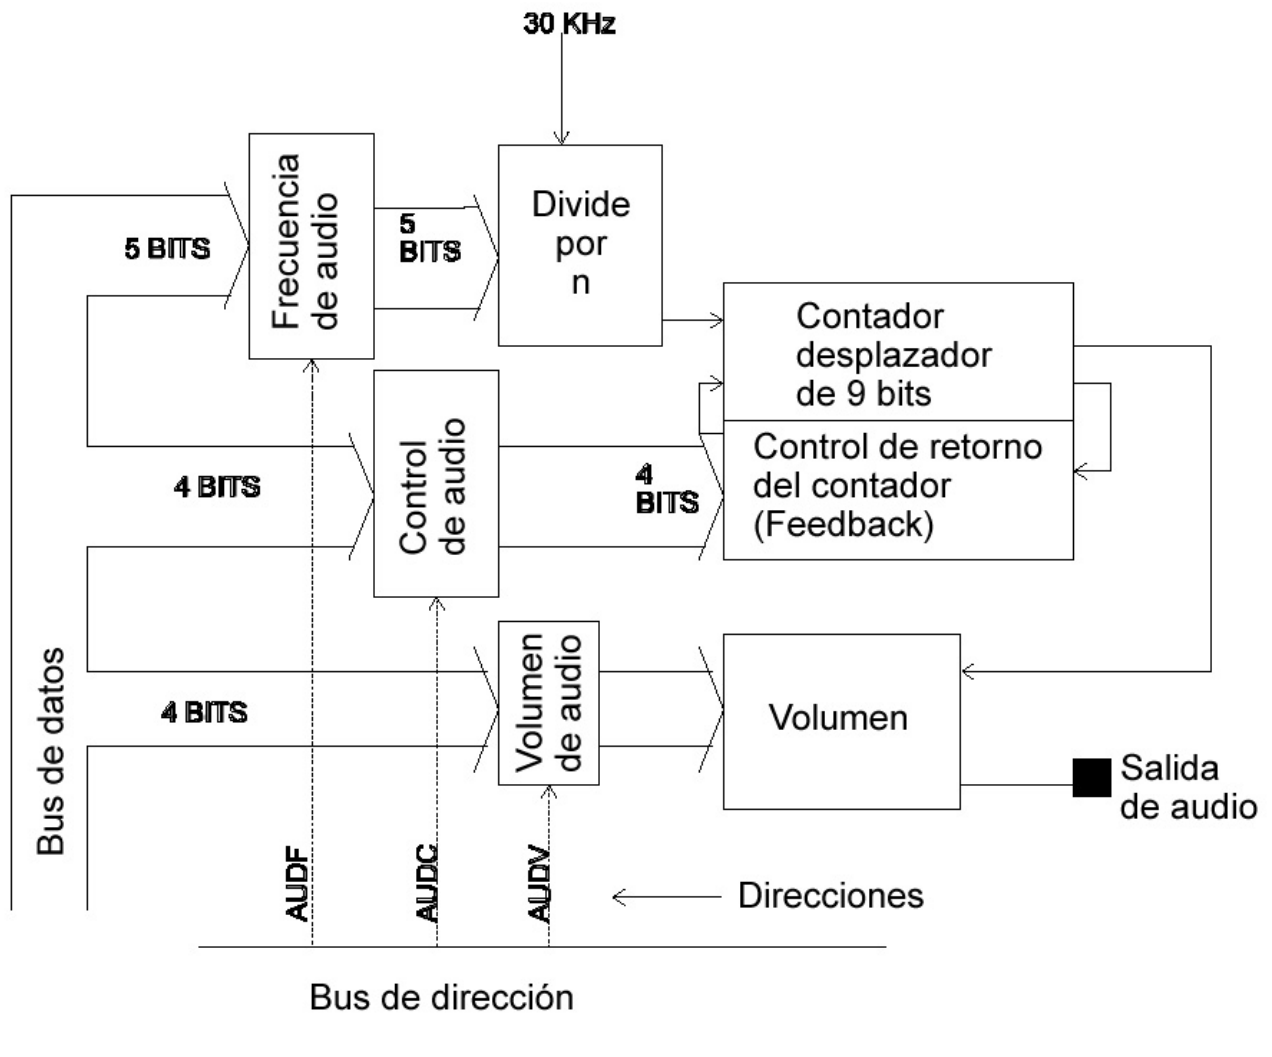 30 KHz
Frecuencia
de audio
5 BITS
5
BITS
Divide
por
n
Contador
desplazador
de 9 bits
Control de retorno
del contador
(Feedback)
Control
de audio
4 BITS
4
BITS
Volumen
de audio
4 BITS
Volumen
Salida
de audio
Bus de datos
AUDF
AUDC
AUDV
Direcciones
Bus de dirección